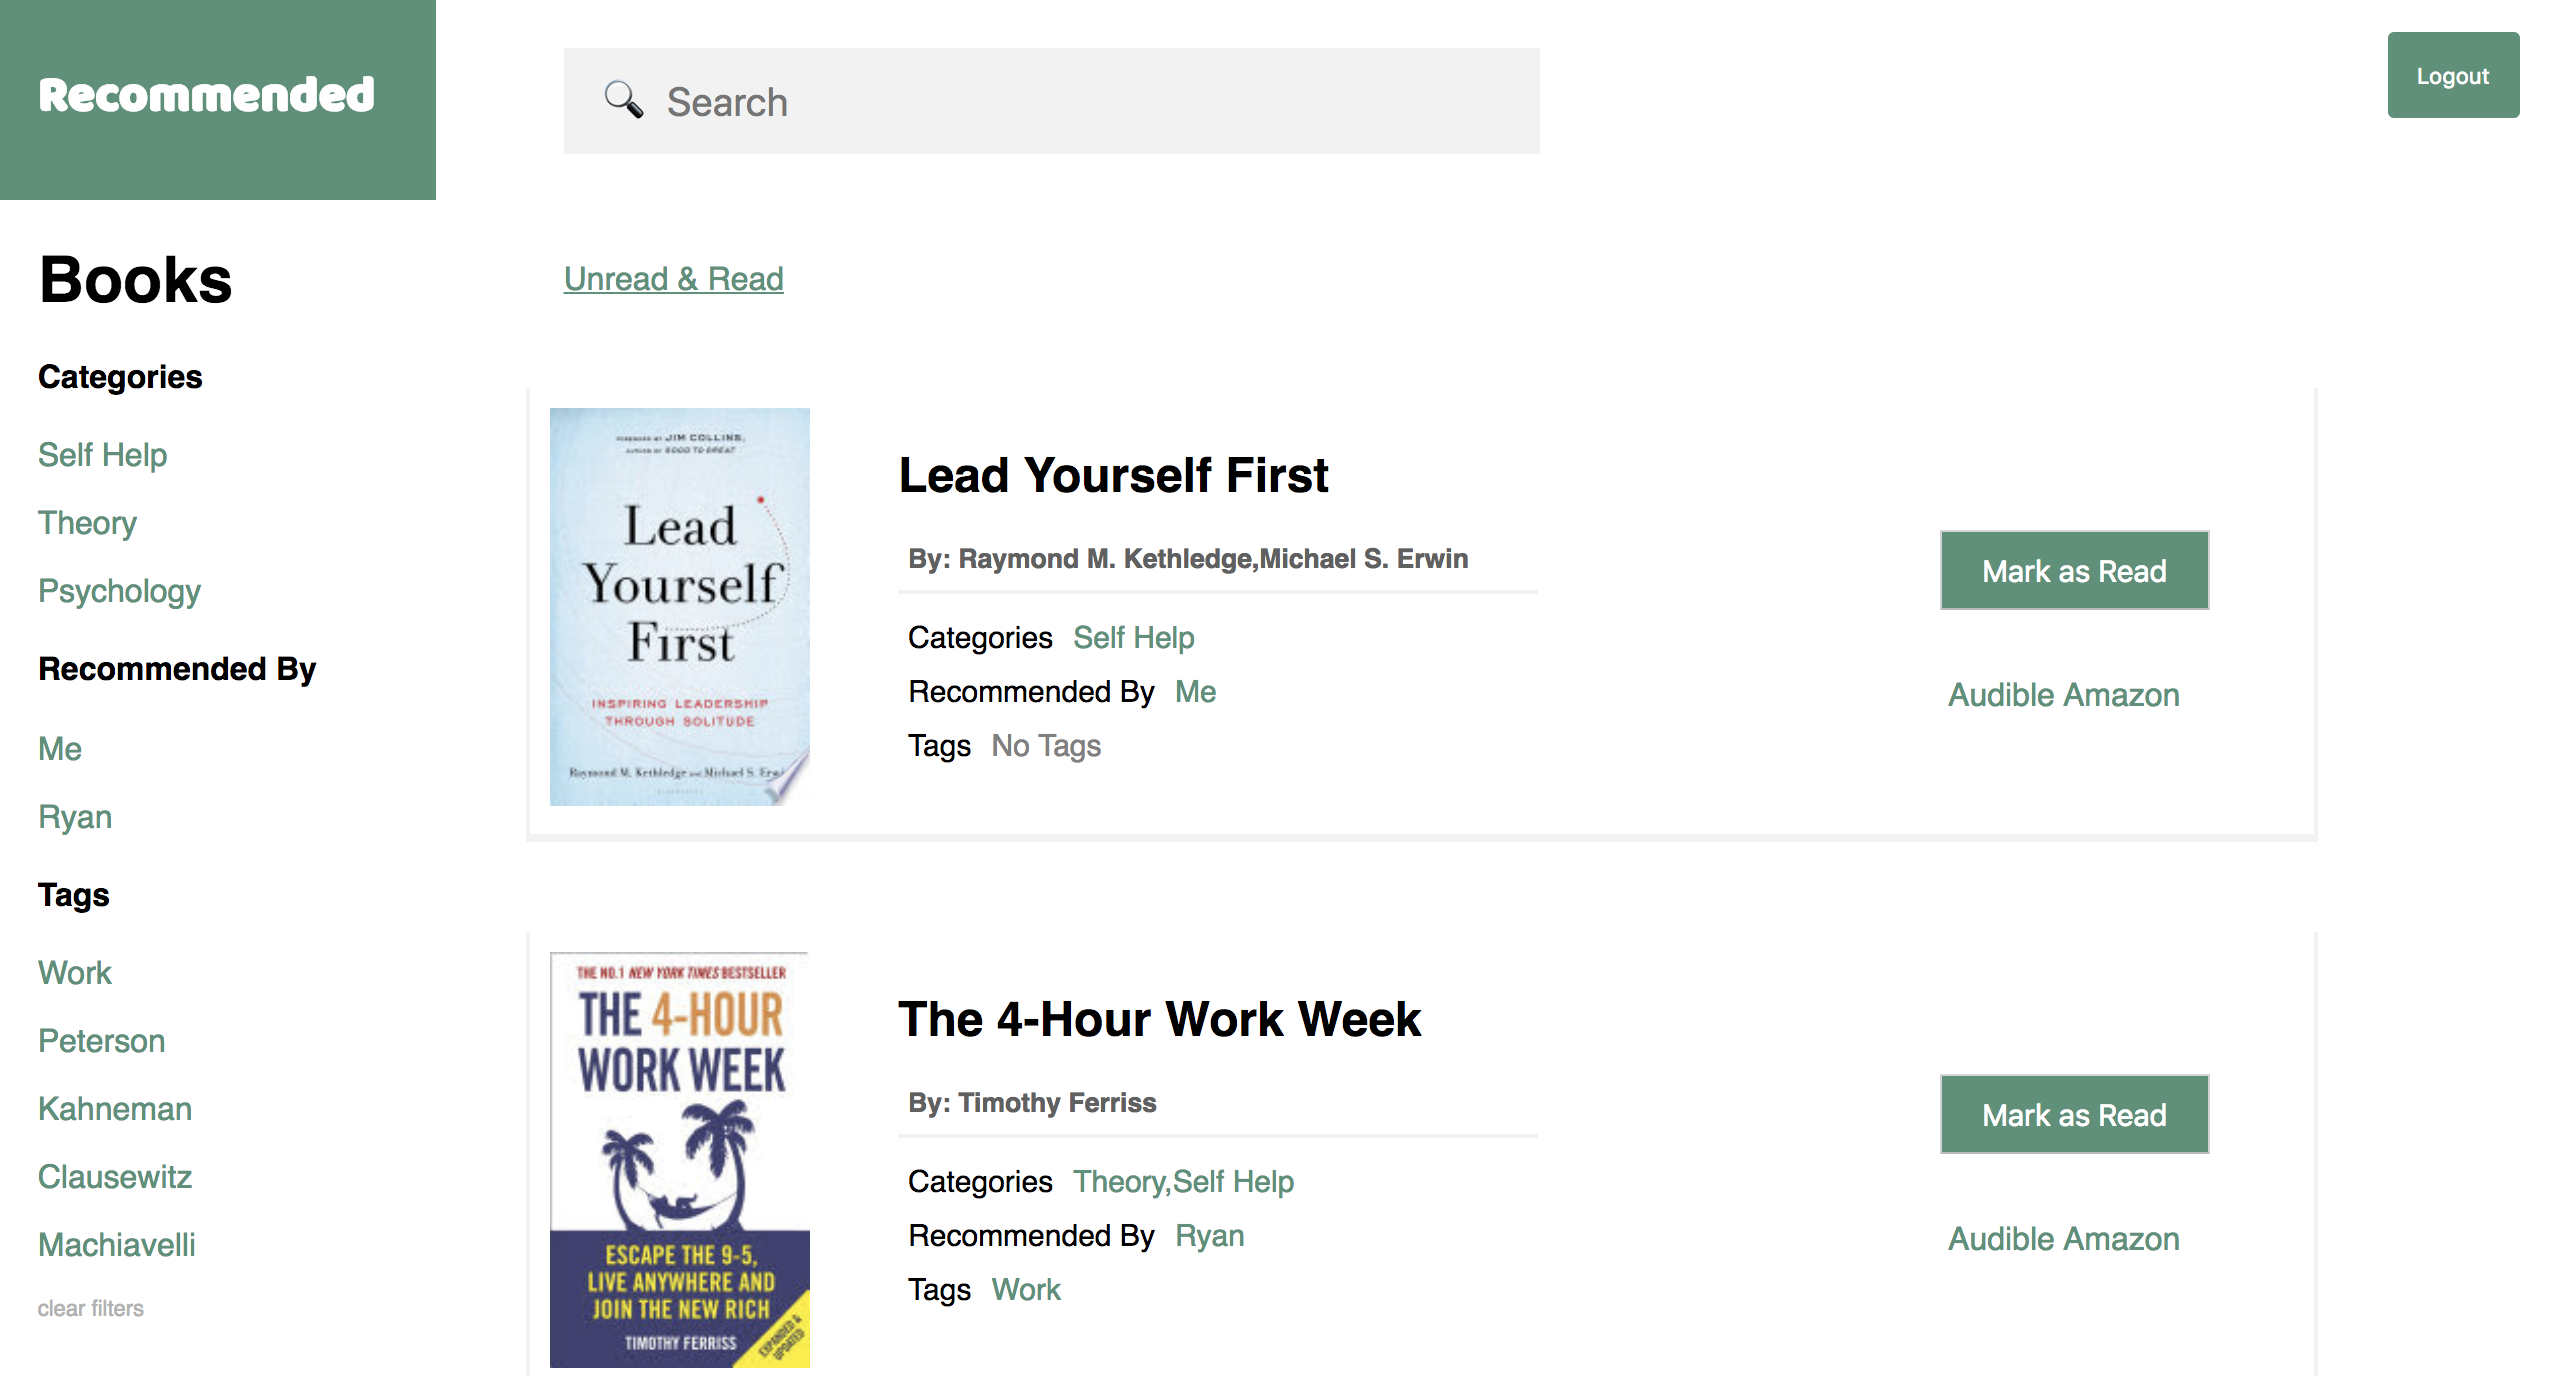 Recommended
Search
Logout
Books
Categories
Self Help
Theory
Psychology
Recommended By
Me
Ryan
Tags
Work
Peterson
Kahneman
Clausewitz
Machiavelli
clear filters
Unread & Read
FOREWORD BY JIM COLLINS,
AUTHOR OF GOOD TO GREAT
Lead
Yourself
First
INSPIRING LEADERSHIP
THROUGH SOLITUDE
Raymond M. Kethledge and Michael S.
Lead Yourself First
By: Raymond M. Kethledge,Michael S. Erwin
Categories Self Help
Recommended By Me
Tags No Tags
Mark as Read
Audible Amazon
THE NO.1 NEW YORK TIMES BESTSELLER
THE 4-HOUR
WORK WEEK
ESCAPE THE 9-5,
LIVE ANYWHERE AND
JOIN THE NEW RICH
TIMOTHY FERRISS
EXPANDED &
UPDATED
The 4-Hour Work Week
By: Timothy Ferriss
Categories Theory,Self Help
Recommended By Ryan
Tags Work
Mark as Read
Audible Amazon